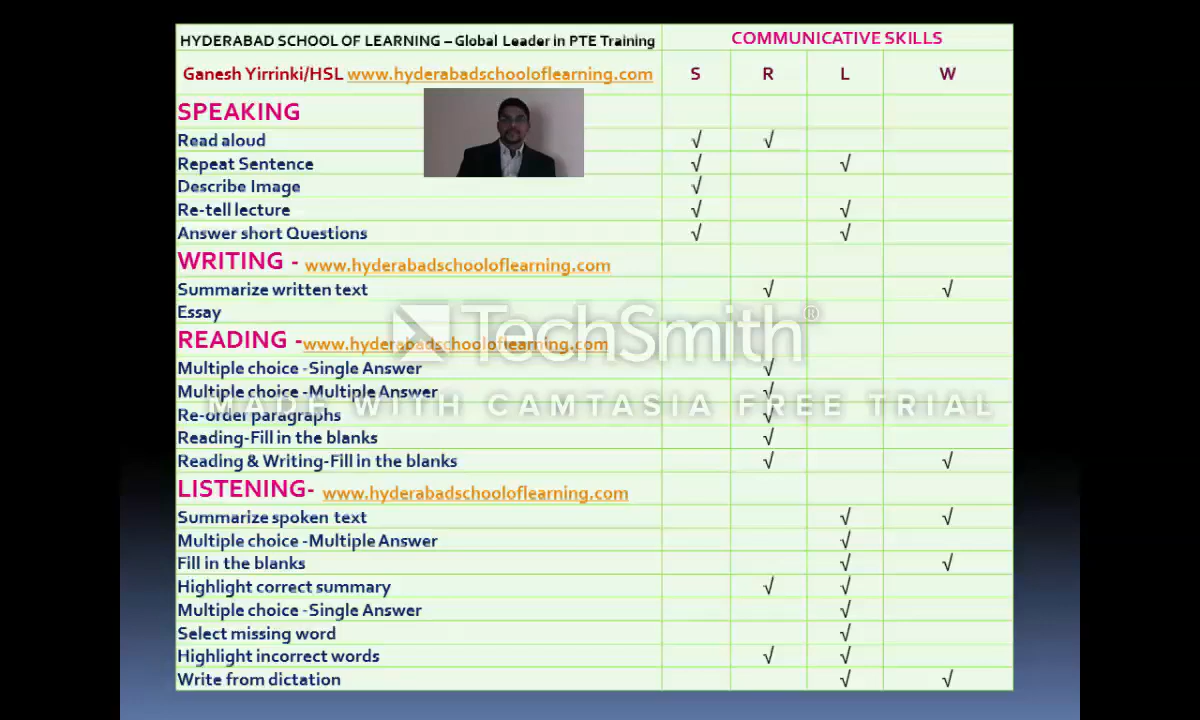 HYDERABAD SCHOOL OF LEARNING – Global Leader in PTE Training COMMUNICATIVE SKILLS
Ganesh Yirrinki/HSL www.hyderabadschooloflearning.com S R L W
SPEAKING
Read aloud √ √
Repeat Sentence √ √
Describe Image √
Re-tell lecture √ √
Answer short Questions √ √
WRITING - www.hyderabadschooloflearning.com
Summarize written text √ √
Essay
TechSmith®
READING -www.hyderabadschooloflearning.com
Multiple choice -Single Answer √
Multiple choice -Multiple Answer √
MADE WITH CAMTASIA FREE TRIAL
Re-order paragraphs √
Reading-Fill in the blanks √
Reading & Writing-Fill in the blanks √ √
LISTENING- www.hyderabadschooloflearning.com
Summarize spoken text √ √
Multiple choice -Multiple Answer √
Fill in the blanks √ √
Highlight correct summary √ √
Multiple choice -Single Answer √
Select missing word √
Highlight incorrect words √ √
Write from dictation √ √